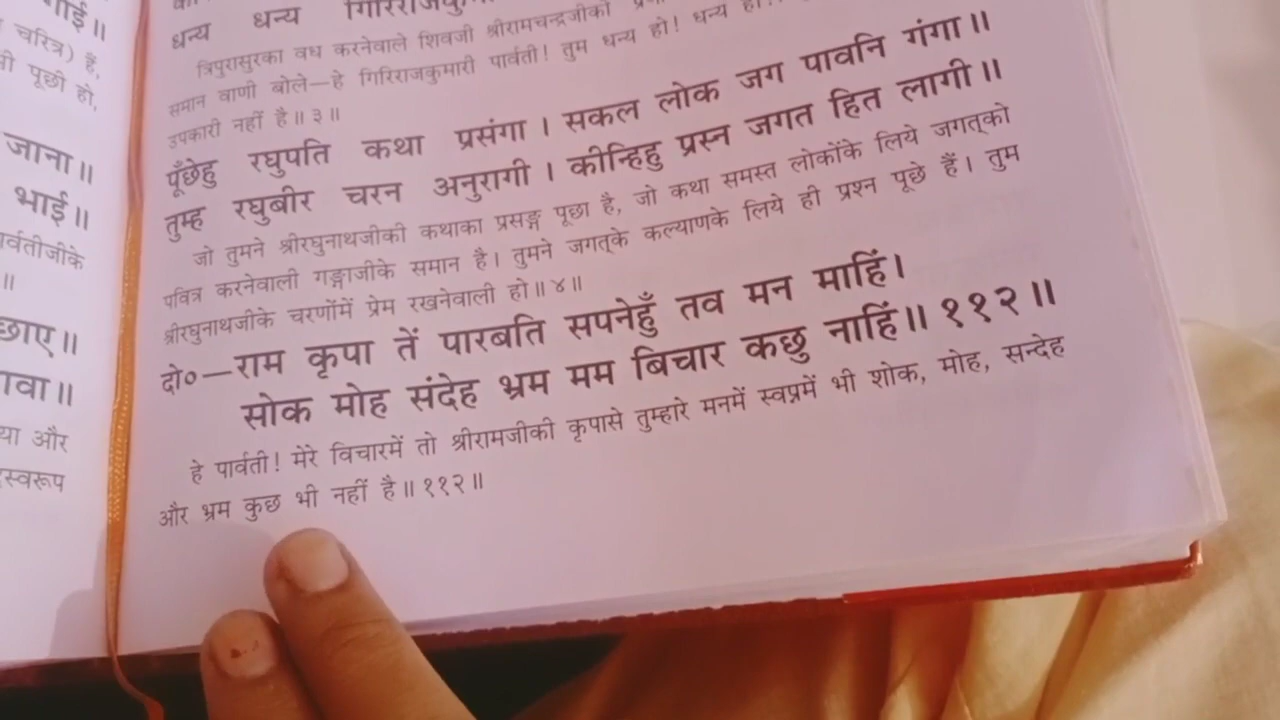 गाई॥
चरित्र) हैं,
पूछी हो,
जाना॥
भाई॥
॥
छाए॥
और
धन्य धन्य
त्रिपुरासुरका वध करनेवाले शिवजी श्रीरामचन्द्रजीको
समान वाणी बोले—हे गिरिराजकुमारी पार्वती! तुम धन्य हो! धन्य
उपकारी नहीं है॥३॥
पूँछेहु रघुपति कथा प्रसंगा। सकल लोक जग पावनि गंगा॥
तुम्ह रघुबीर चरन अनुरागी। कीन्हिहु प्रस्न जगत हित लागी॥
जो तुमने श्रीरघुनाथजीकी कथाका प्रसङ्ग पूछा है, जो कथा समस्त लोकोंके लिये जगत्‌को
पवित्र करनेवाली गङ्गाजीके समान है। तुमने जगत्‌के कल्याणके लिये ही प्रश्न पूछे हैं। तुम
श्रीरघुनाथजीके चरणोंमें प्रेम रखनेवाली हो॥४॥
दो०—राम कृपा तें पारबति सपनेहुँ तव मन माहिं।
सोक मोह संदेह भ्रम मम बिचार कछु नाहिं॥११२॥
हे पार्वती! मेरे विचारमें तो श्रीरामजीकी कृपासे तुम्हारे मनमें स्वप्नमें भी शोक, मोह, सन्देह
और भ्रम कुछ भी नहीं है॥११२॥